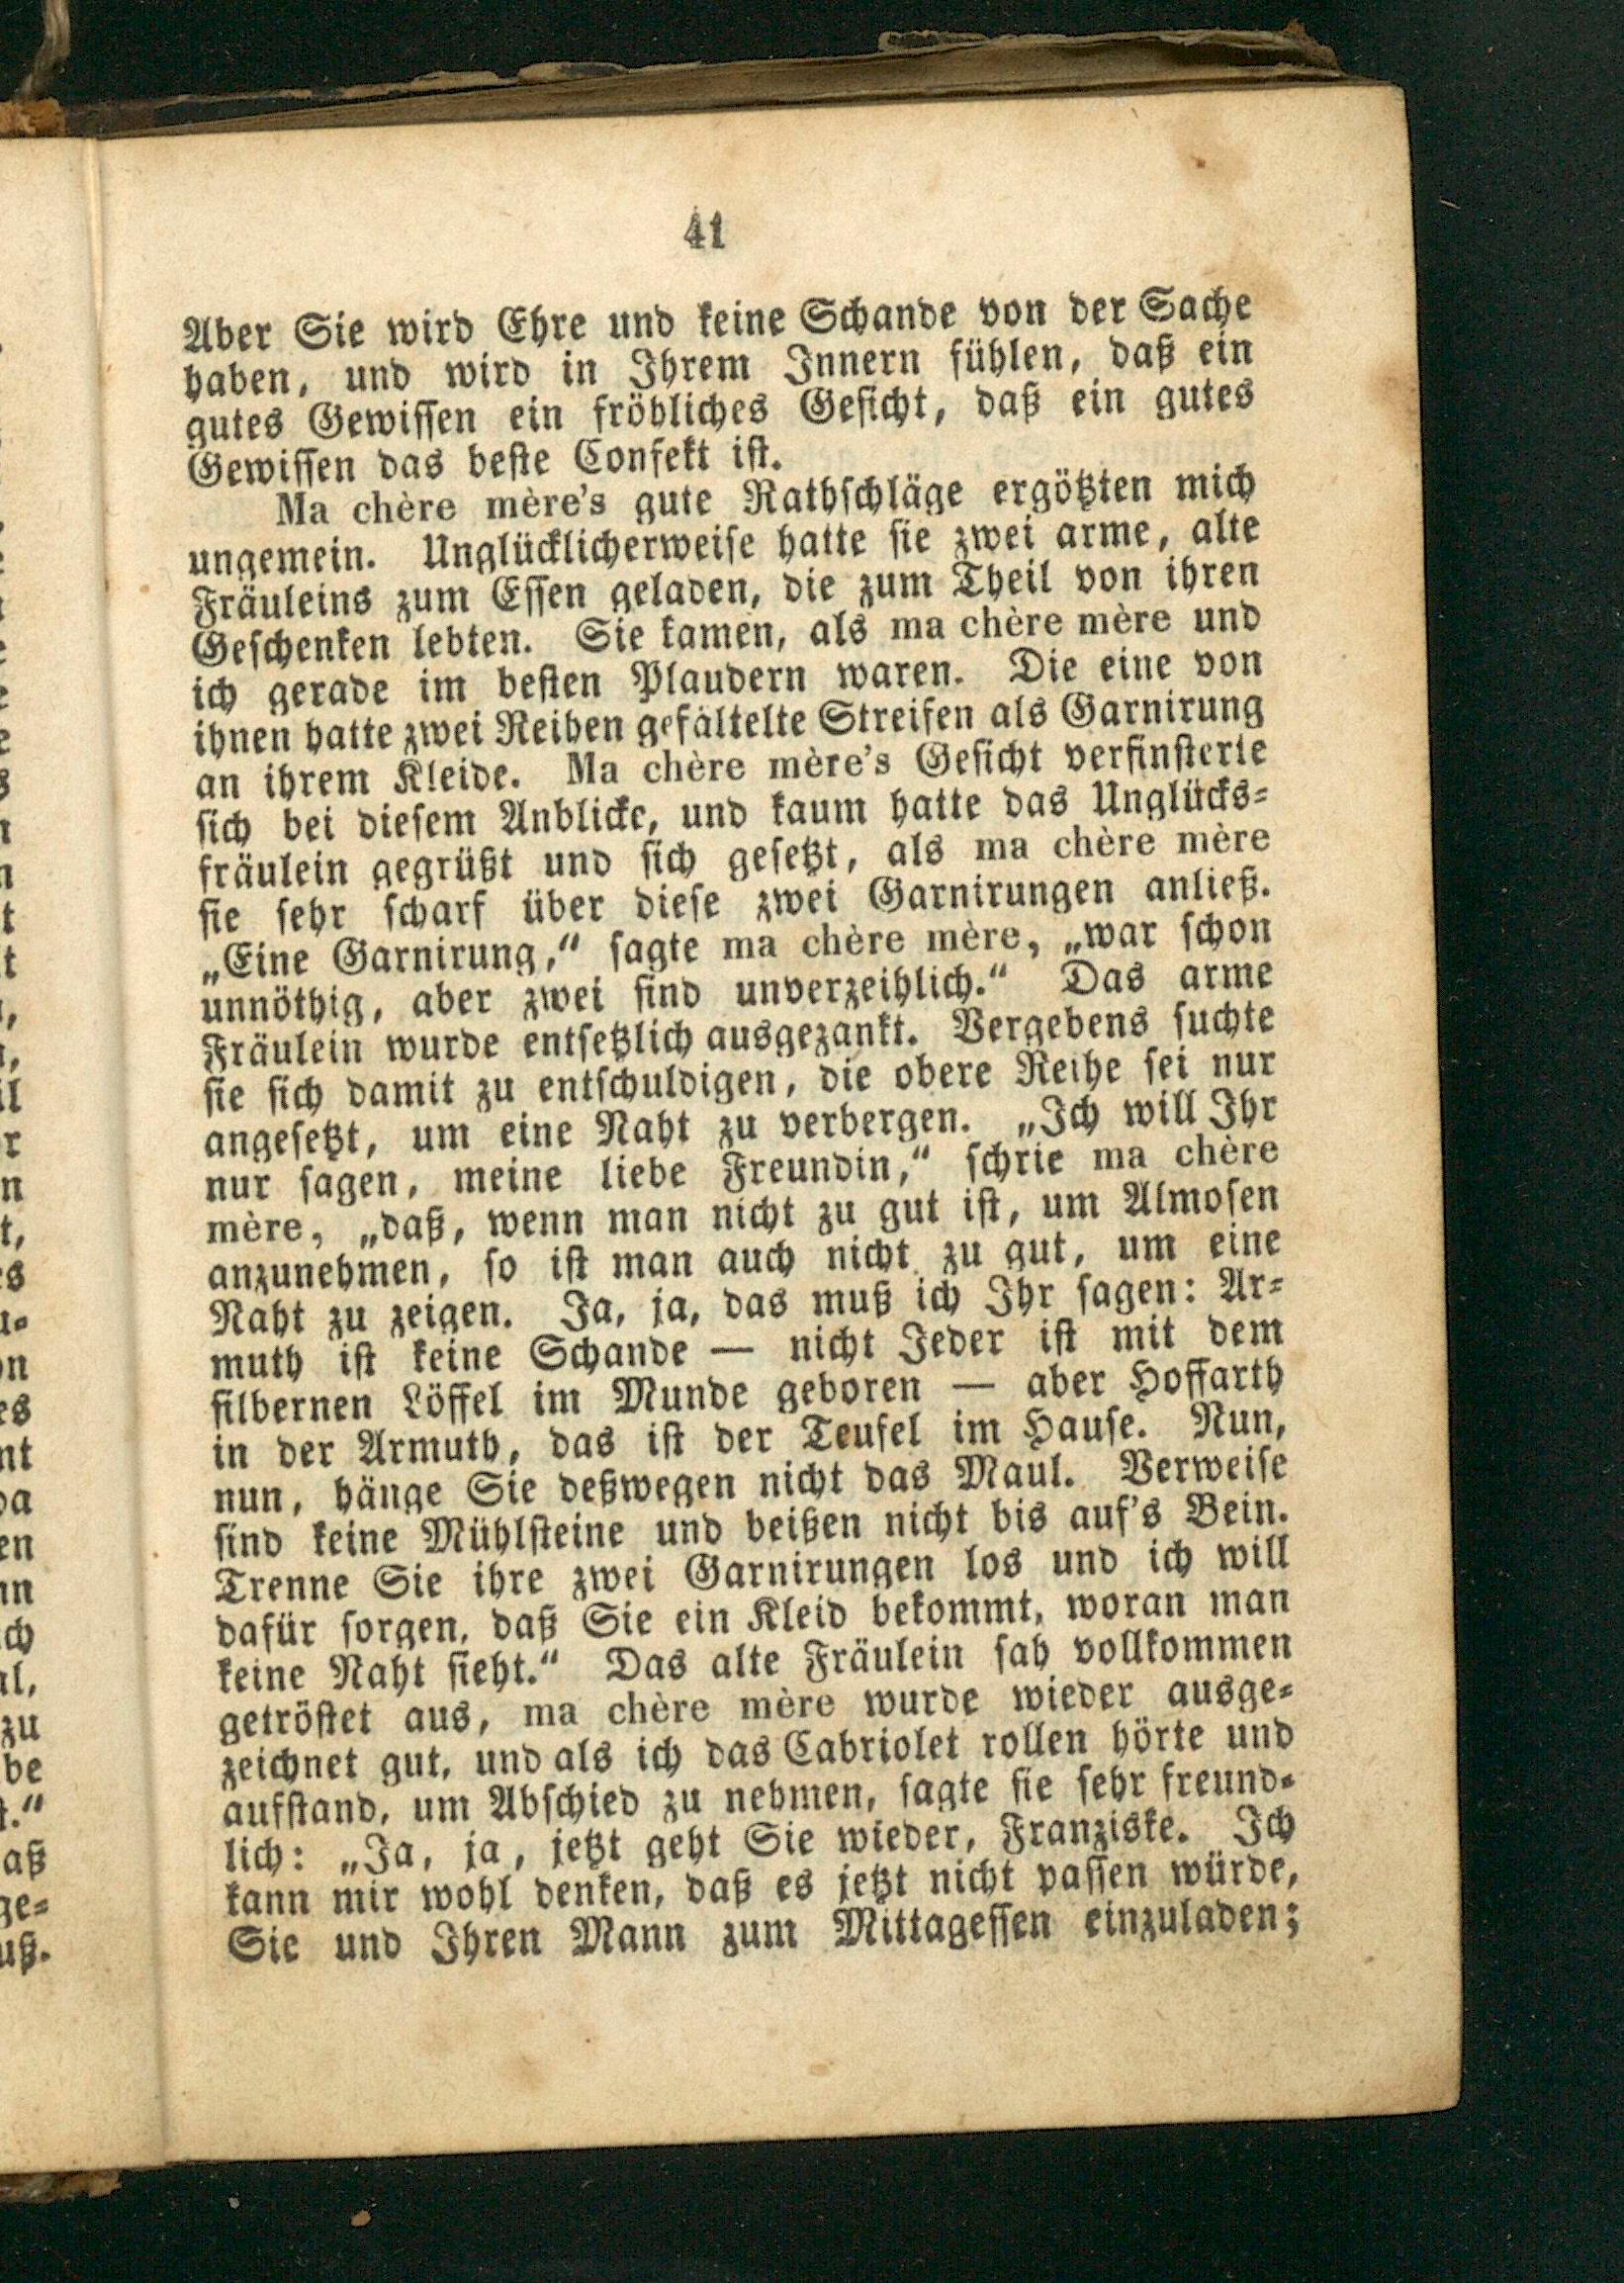 41
Aber Sie wird Ehre und keine Schande von der Sache
haben, und wird in Ihrem Innern fühlen, daß ein
gutes Gewissen ein fröhliches Gesicht, daß ein gutes
Gewissen das beste Confekt ist.
Ma chère mère's gute Rathschläge ergötzten mich
ungemein. Unglücklicherweise hatte sie zwei arme, alte
Fräuleins zum Essen geladen, die zum Theil von ihren
Geschenken lebten. Sie kamen, als ma chère mère und
ich gerade im besten Plaudern waren. Die eine von
ihnen hatte zwei Reihen gefältelte Streifen als Garnirung
an ihrem Kleide. Ma chère mère's Gesicht verfinsterte
sich bei diesem Anblicke, und kaum hatte das Unglücks-
fräulein gegrüßt und sich gesetzt, als ma chère mère
sie sehr scharf über diese zwei Garnirungen anließ.
„Eine Garnirung,“ sagte ma chère mère, „war schon
unnöthig, aber zwei sind unverzeihlich.“ Das arme
Fräulein wurde entsetzlich ausgezankt. Vergebens suchte
sie sich damit zu entschuldigen, die obere Reihe sei nur
angesetzt, um eine Naht zu verbergen. „Ich will Ihr
nur sagen, meine liebe Freundin,“ schrie ma chère
mère, „daß, wenn man nicht zu gut ist, um Almosen
anzunehmen, so ist man auch nicht zu gut, um eine
Naht zu zeigen. Ja, ja, das muß ich Ihr sagen: Ar-
muth ist keine Schande — nicht Jeder ist mit dem
silbernen Löffel im Munde geboren — aber Hoffarth
in der Armuth, das ist der Teufel im Hause. Nun,
nun, hänge Sie deßwegen nicht das Maul. Verweise
sind keine Mühlsteine und beißen nicht bis auf's Bein.
Trenne Sie ihre zwei Garnirungen los und ich will
dafür sorgen, daß Sie ein Kleid bekommt, woran man
keine Naht sieht.“ Das alte Fräulein sah vollkommen
getröstet aus, ma chère mère wurde wieder ausge-
zeichnet gut, und als ich das Cabriolet rollen hörte und
aufstand, um Abschied zu nehmen, sagte sie sehr freund-
lich: „Ja, ja, jetzt geht Sie wieder, Franziske. Ich
kann mir wohl denken, daß es jetzt nicht passen würde,
Sie und Ihren Mann zum Mittagessen einzuladen;